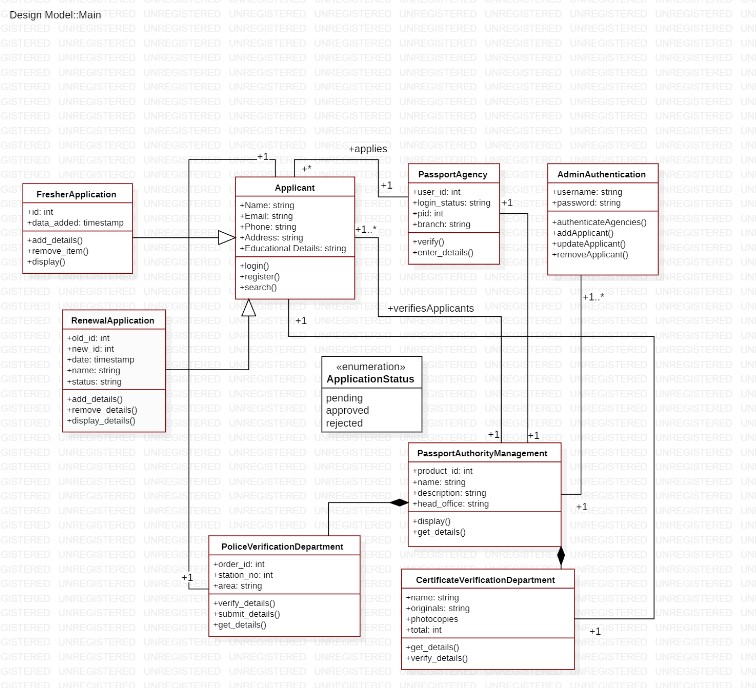 Design Model::Main
+applies
+1
+*
+1
FresherApplication
+id: int
+data_added: timestamp
+add_details()
+remove_item()
+display()
Applicant
+Name: string
+Email: string
+Phone: string
+Address: string
+Educational Details: string
+login()
+register()
+search()
PassportAgency
+user_id: int
+login_status: string
+pid: int
+branch: string
+verify()
+enter_details()
+1
AdminAuthentication
+username: string
+password: string
+authenticateAgencies()
+addApplicant()
+updateApplicant()
+removeApplicant()
+1..*
+1..*
+verifiesApplicants
+1
RenewalApplication
+old_id: int
+new_id: int
+date: timestamp
+name: string
+status: string
+add_details()
+remove_details()
+display_details()
«enumeration»
ApplicationStatus
pending
approved
rejected
+1
+1
PassportAuthorityManagement
+product_id: int
+name: string
+description: string
+head_office: string
+display()
+get_details()
+1
PoliceVerificationDepartment
+order_id: int
+station_no: int
+area: string
+verify_details()
+submit_details()
+get_details()
+1
CertificateVerificationDepartment
+name: string
+originals: string
+photocopies
+total: int
+get_details()
+verify_details()
+1
UNREGISTERED